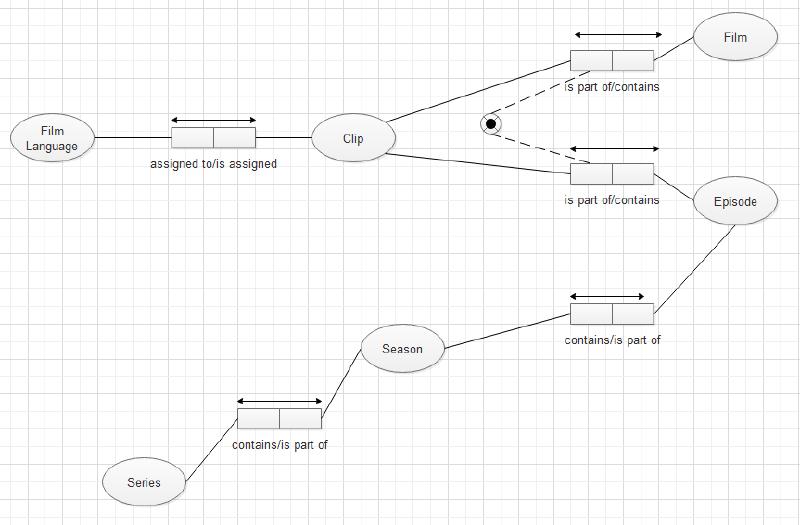 Film
is part of/contains
Film
Language
assigned to/is assigned
Clip
is part of/contains
Episode
contains/is part of
Season
contains/is part of
Series